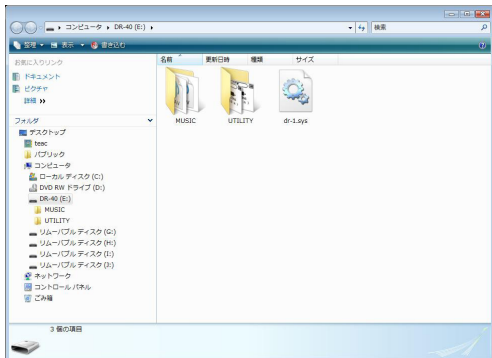 コンピュータ ▸ DR-40 (E:) ▸
検索
整理 表示 書き込む
お気に入りリンク
ドキュメント
ピクチャ
詳細 »
フォルダ
デスクトップ
teac
パブリック
コンピュータ
ローカル ディスク (C:)
DVD RW ドライブ (D:)
DR-40 (E:)
MUSIC
UTILITY
リムーバブル ディスク (G:)
リムーバブル ディスク (H:)
リムーバブル ディスク (I:)
リムーバブル ディスク (J:)
ネットワーク
コントロール パネル
ごみ箱
名前 更新日時 種類 サイズ
MUSIC UTILITY dr-1.sys
3 個の項目